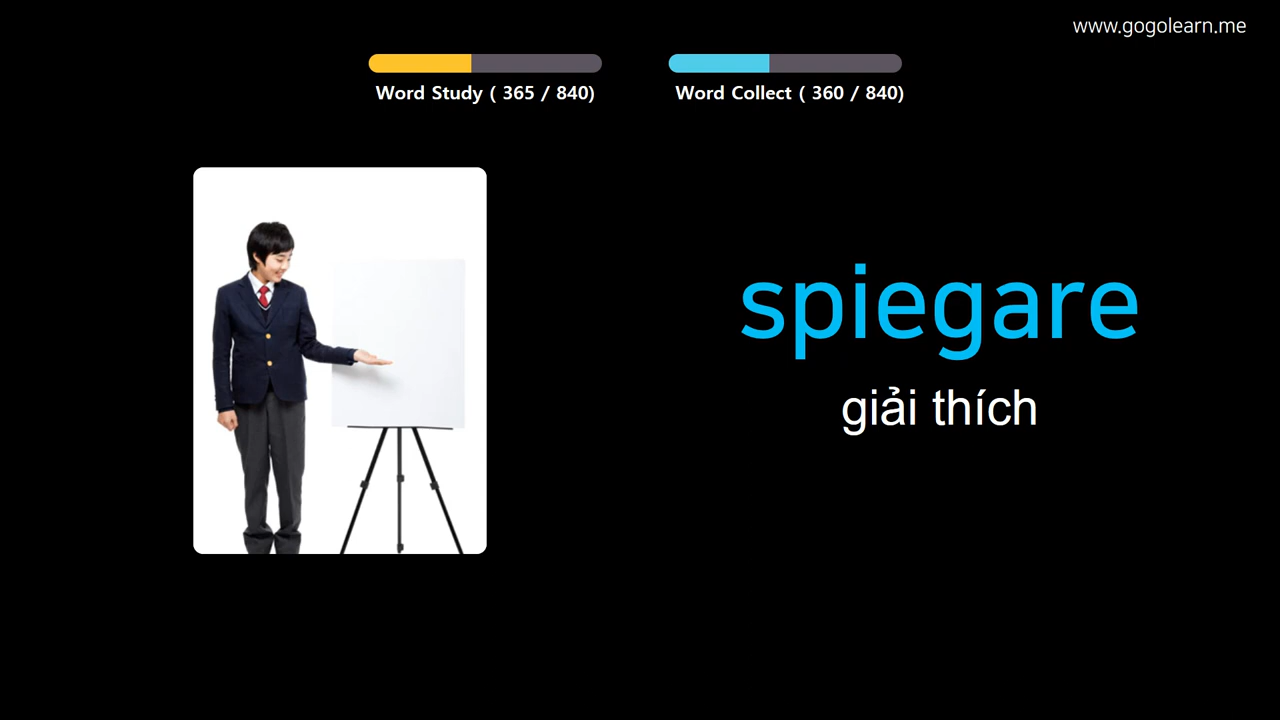 www.gogolearn.me
Word Study ( 365 / 840)
Word Collect ( 360 / 840)
spiegare
giải thích